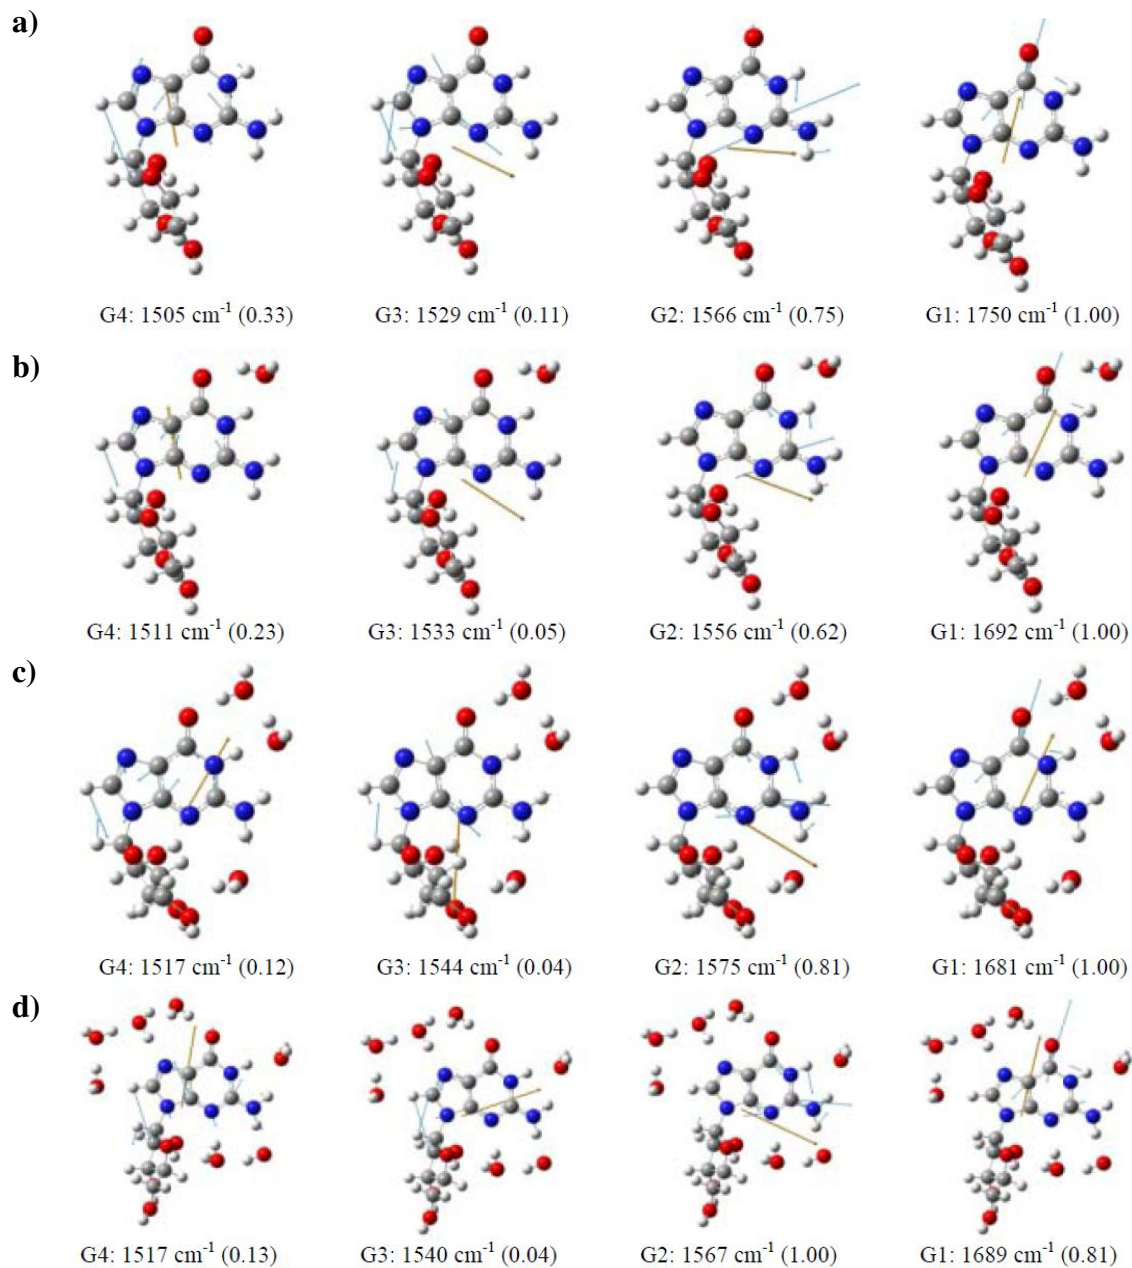 a)
G4: 1505 cm⁻¹ (0.33) G3: 1529 cm⁻¹ (0.11) G2: 1566 cm⁻¹ (0.75) G1: 1750 cm⁻¹ (1.00)
b)
G4: 1511 cm⁻¹ (0.23) G3: 1533 cm⁻¹ (0.05) G2: 1556 cm⁻¹ (0.62) G1: 1692 cm⁻¹ (1.00)
c)
G4: 1517 cm⁻¹ (0.12) G3: 1544 cm⁻¹ (0.04) G2: 1575 cm⁻¹ (0.81) G1: 1681 cm⁻¹ (1.00)
d)
G4: 1517 cm⁻¹ (0.13) G3: 1540 cm⁻¹ (0.04) G2: 1567 cm⁻¹ (1.00) G1: 1689 cm⁻¹ (0.81)